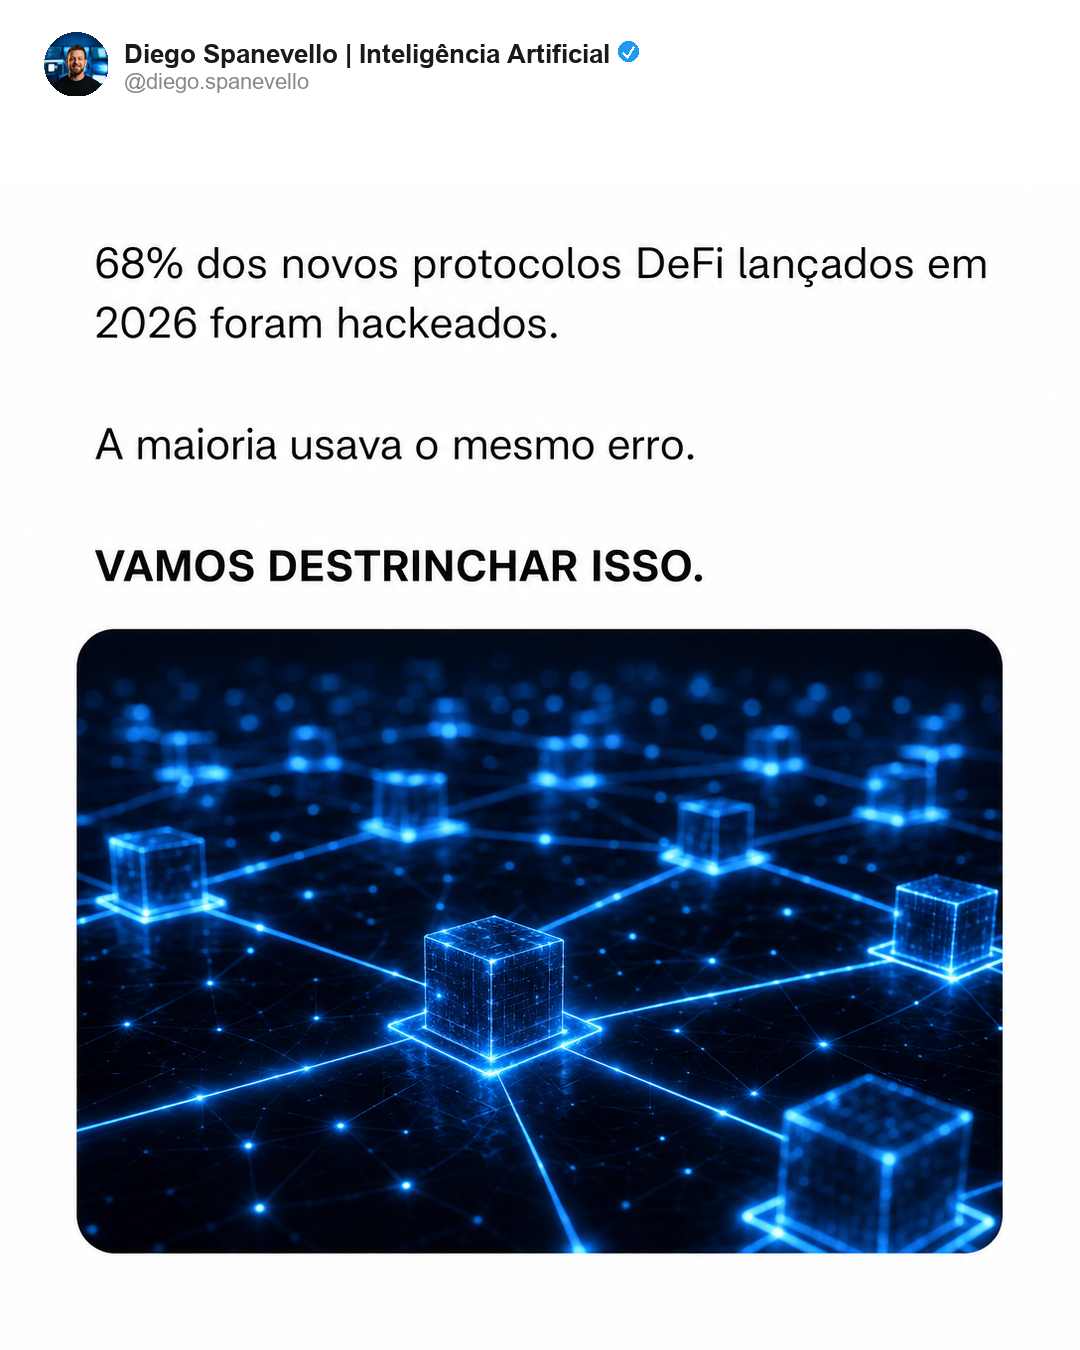 Diego Spanevello | Inteligência Artificial
@diego.spanevello
68% dos novos protocolos DeFi lançados em
2026 foram hackeados.
A maioria usava o mesmo erro.
VAMOS DESTRINCHAR ISSO.